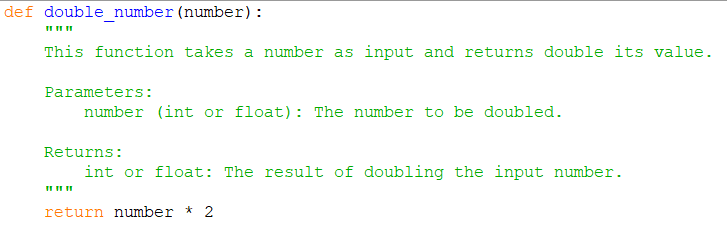 def double_number(number):
    """
    This function takes a number as input and returns double its value.

    Parameters:
        number (int or float): The number to be doubled.

    Returns:
        int or float: The result of doubling the input number.
    """
    return number * 2